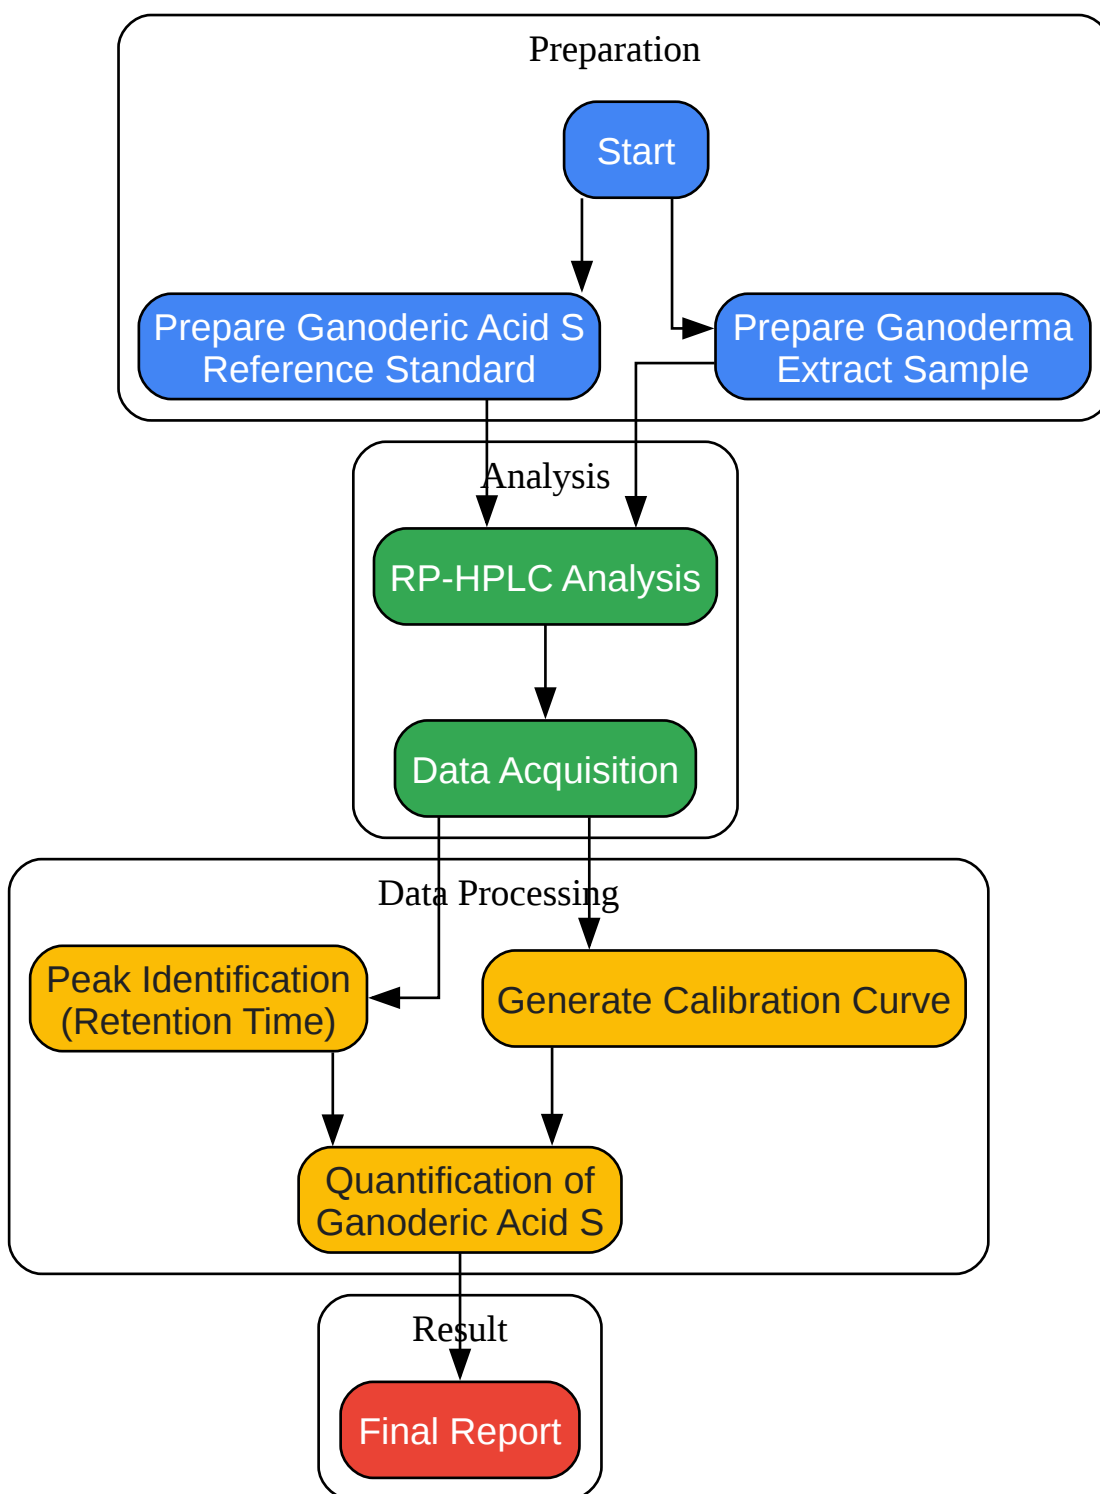 Preparation
Start
Prepare Ganoderic Acid S
Reference Standard
Prepare Ganoderma
Extract Sample
Analysis
RP-HPLC Analysis
Data Acquisition
Data Processing
Peak Identification
(Retention Time)
Generate Calibration Curve
Quantification of
Ganoderic Acid S
Result
Final Report